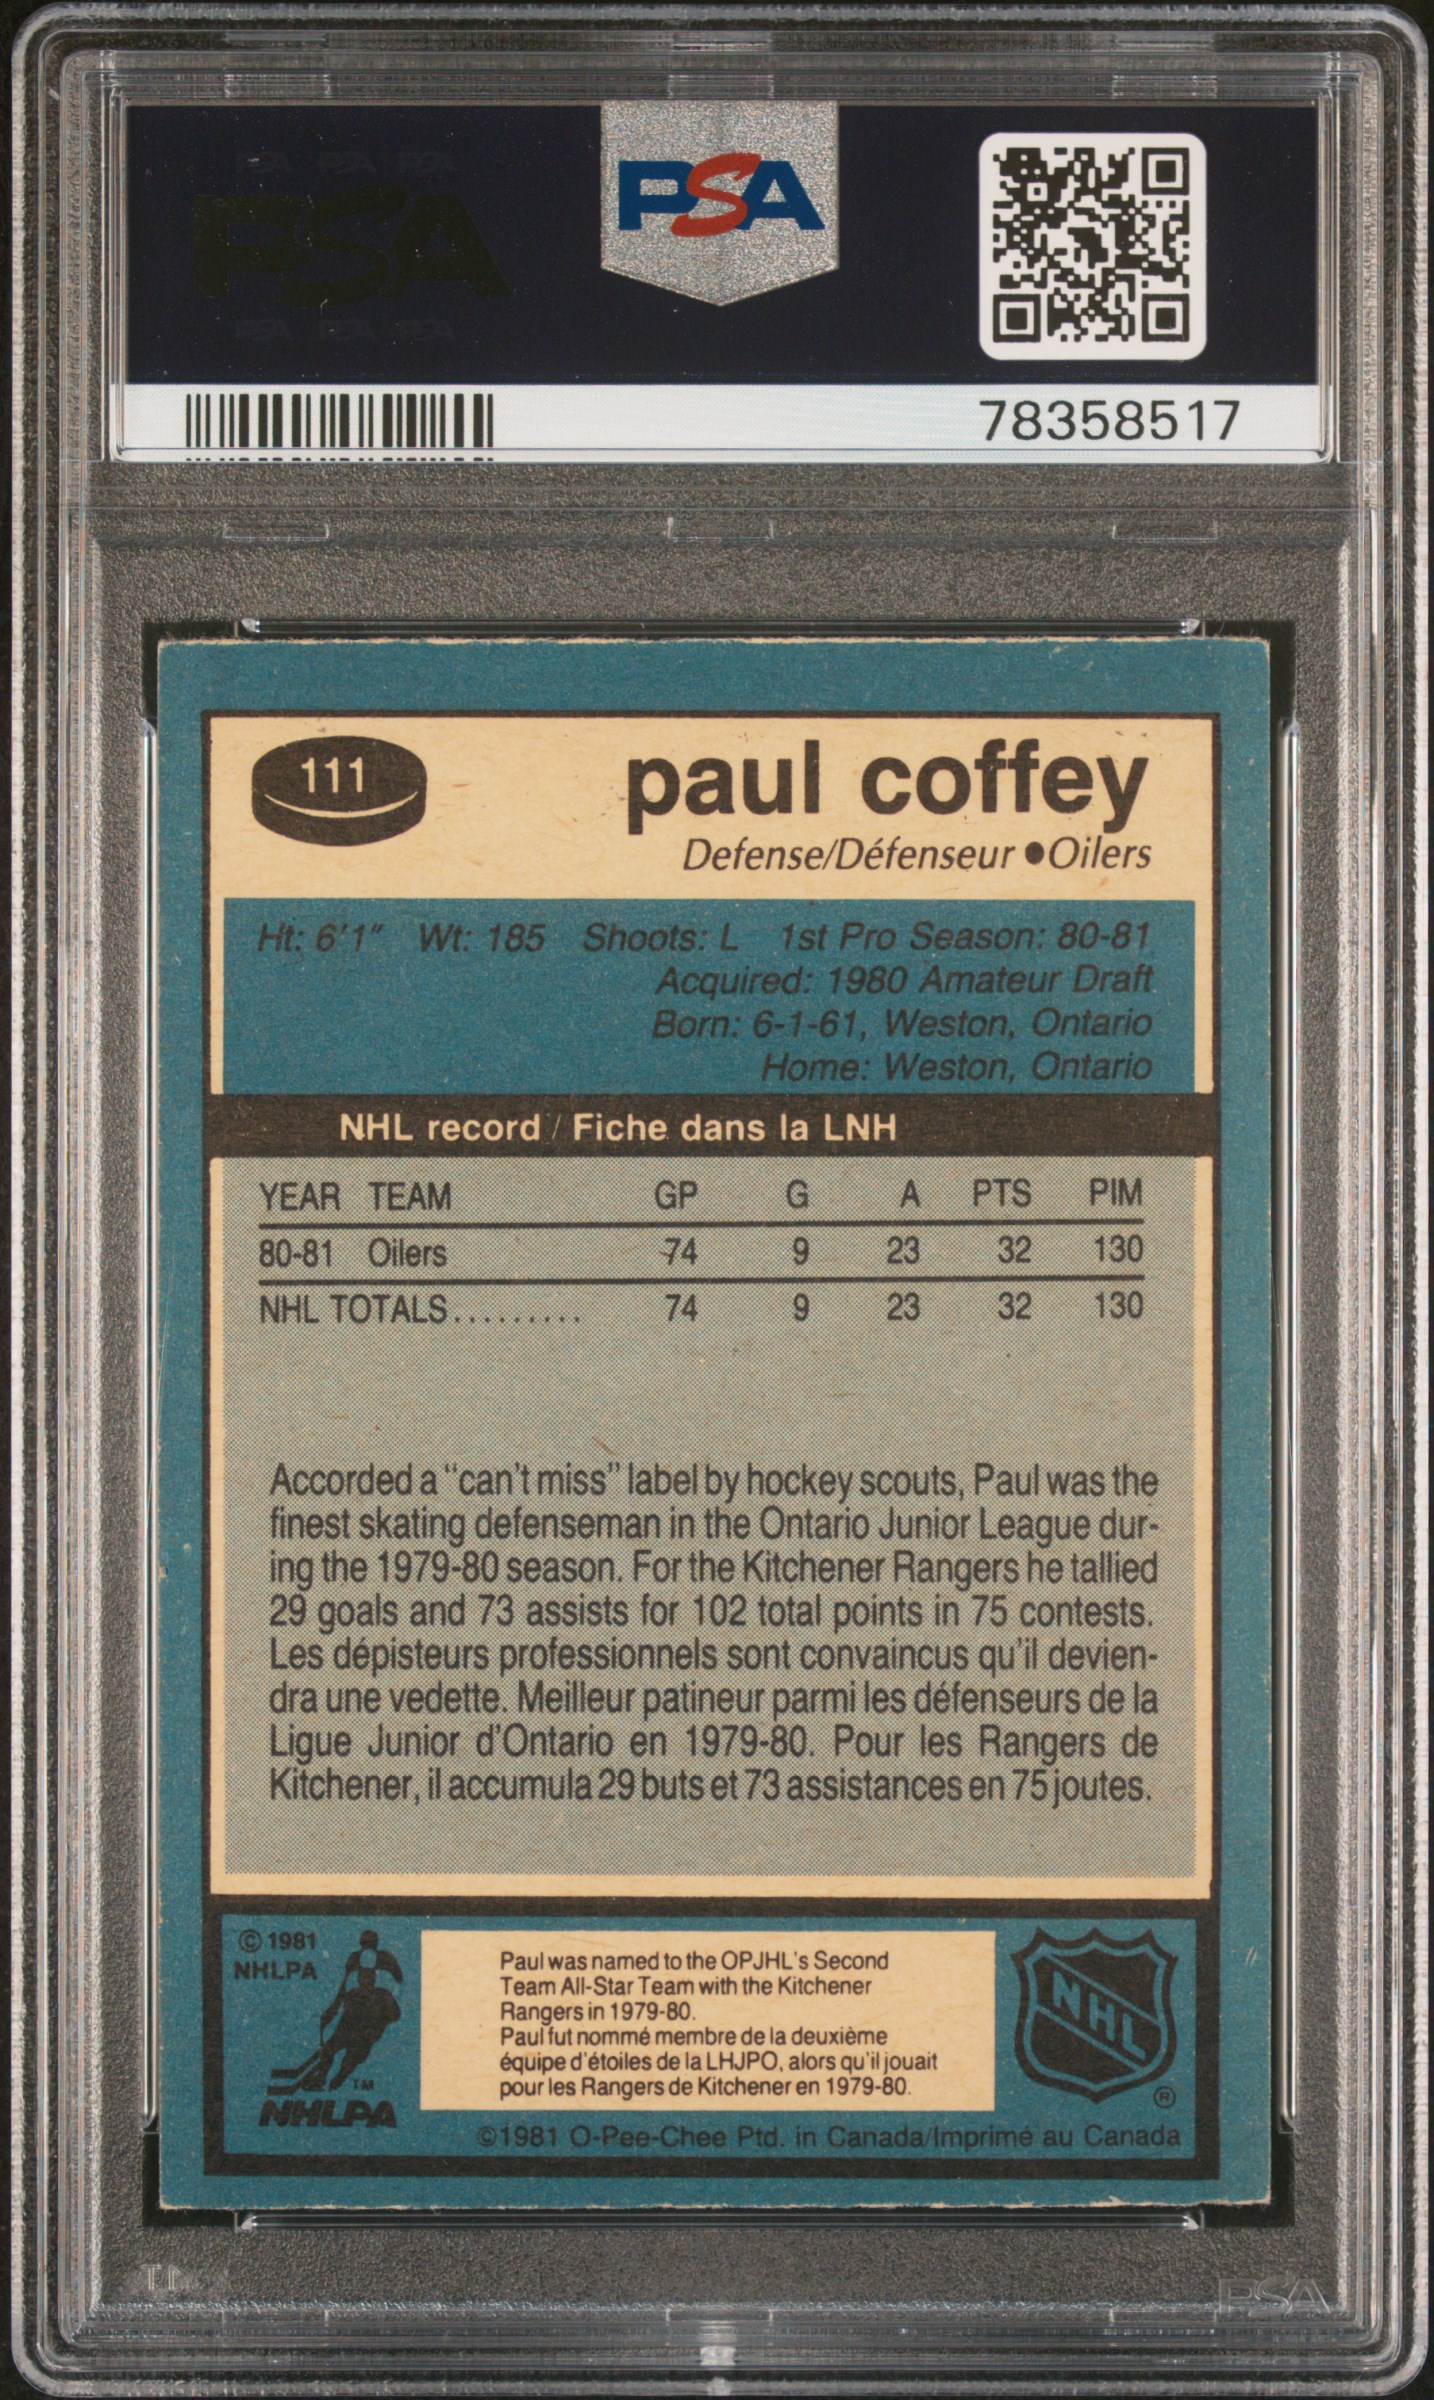 PSA
78358517
111
paul coffey
Defense/Défenseur ●Oilers
Ht: 6'1" Wt: 185 Shoots: L 1st Pro Season: 80-81
Acquired: 1980 Amateur Draft
Born: 6-1-61, Weston, Ontario
Home: Weston, Ontario
NHL record / Fiche dans la LNH
YEAR TEAM GP G A PTS PIM
80-81 Oilers 74 9 23 32 130
NHL TOTALS......... 74 9 23 32 130
Accorded a "can't miss" label by hockey scouts, Paul was the
finest skating defenseman in the Ontario Junior League dur-
ing the 1979-80 season. For the Kitchener Rangers he tallied
29 goals and 73 assists for 102 total points in 75 contests.
Les dépisteurs professionnels sont convaincus qu'il devien-
dra une vedette. Meilleur patineur parmi les défenseurs de la
Ligue Junior d'Ontario en 1979-80. Pour les Rangers de
Kitchener, il accumula 29 buts et 73 assistances en 75 joutes.
© 1981
NHLPA
TM
NHLPA
Paul was named to the OPJHL's Second
Team All-Star Team with the Kitchener
Rangers in 1979-80.
Paul fut nommé membre de la deuxième
équipe d'étoiles de la LHJPO, alors qu'il jouait
pour les Rangers de Kitchener en 1979-80.
NHL
®
©1981 O-Pee-Chee Ptd. in Canada/Imprimé au Canada
PSA